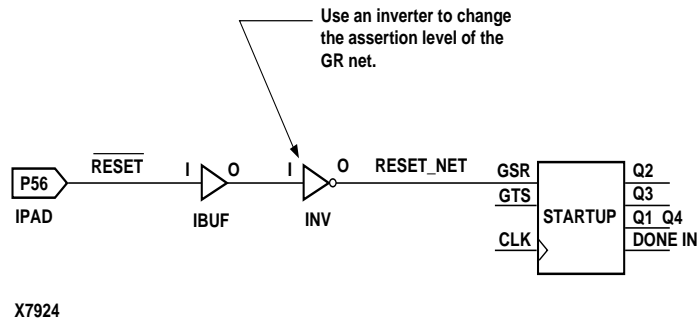 Use an inverter to change
the assertion level of the
GR net.
RESET I O I O RESET_NET GSR Q2
P56 GTS STARTUP Q3
IPAD IBUF INV Q1 Q4
CLK DONE IN
X7924